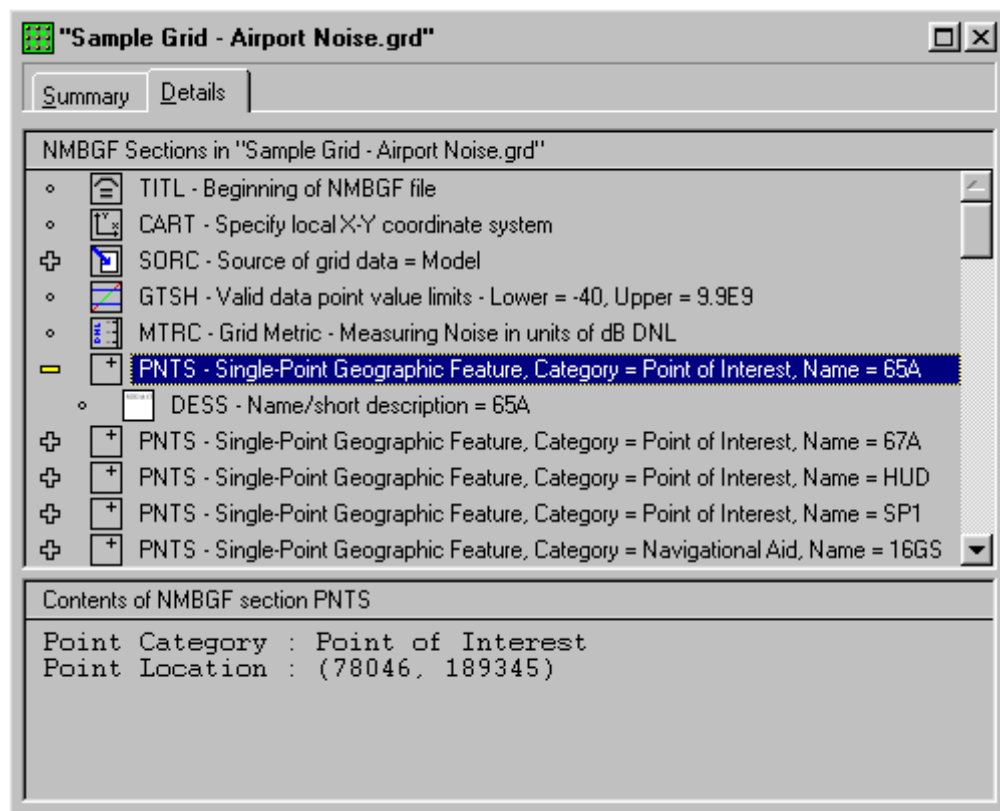 "Sample Grid - Airport Noise.grd"
Summary Details
NMBGF Sections in "Sample Grid - Airport Noise.grd"
TITL - Beginning of NMBGF file
CART - Specify local X-Y coordinate system
SORC - Source of grid data = Model
GTSH - Valid data point value limits - Lower = -40, Upper = 9.9E9
MTRC - Grid Metric - Measuring Noise in units of dB DNL
PNTS - Single-Point Geographic Feature, Category = Point of Interest, Name = 65A
DESS - Name/short description = 65A
PNTS - Single-Point Geographic Feature, Category = Point of Interest, Name = 67A
PNTS - Single-Point Geographic Feature, Category = Point of Interest, Name = HUD
PNTS - Single-Point Geographic Feature, Category = Point of Interest, Name = SP1
PNTS - Single-Point Geographic Feature, Category = Navigational Aid, Name = 16GS
Contents of NMBGF section PNTS
Point Category : Point of Interest
Point Location : (78046, 189345)